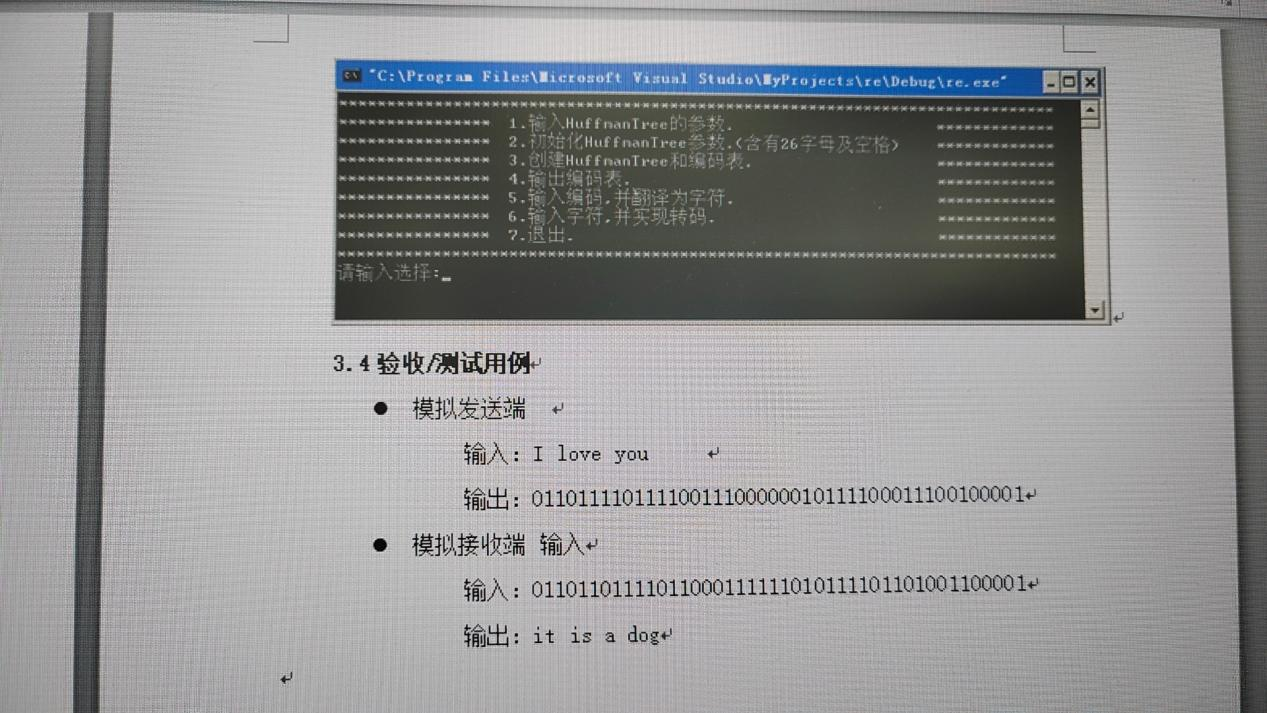 "C:\Program Files\Microsoft Visual Studio\MyProjects\re\Debug\re.exe"
1.输入HuffmanTree的参数.
2.初始化HuffmanTree参数.(含有26字母及空格)
3.创建HuffmanTree和编码表.
4.输出编码表.
5.输入编码,并翻译为字符.
6.输入字符,并实现转码.
7.退出.
请输入选择:_
3.4 验收/测试用例
● 模拟发送端
输入: I love you
输出: 0110111101111001110000001011110001110010​0001
● 模拟接收端 输入
输入: 011011011110110001111111010111101101001100001
输出: it is a dog